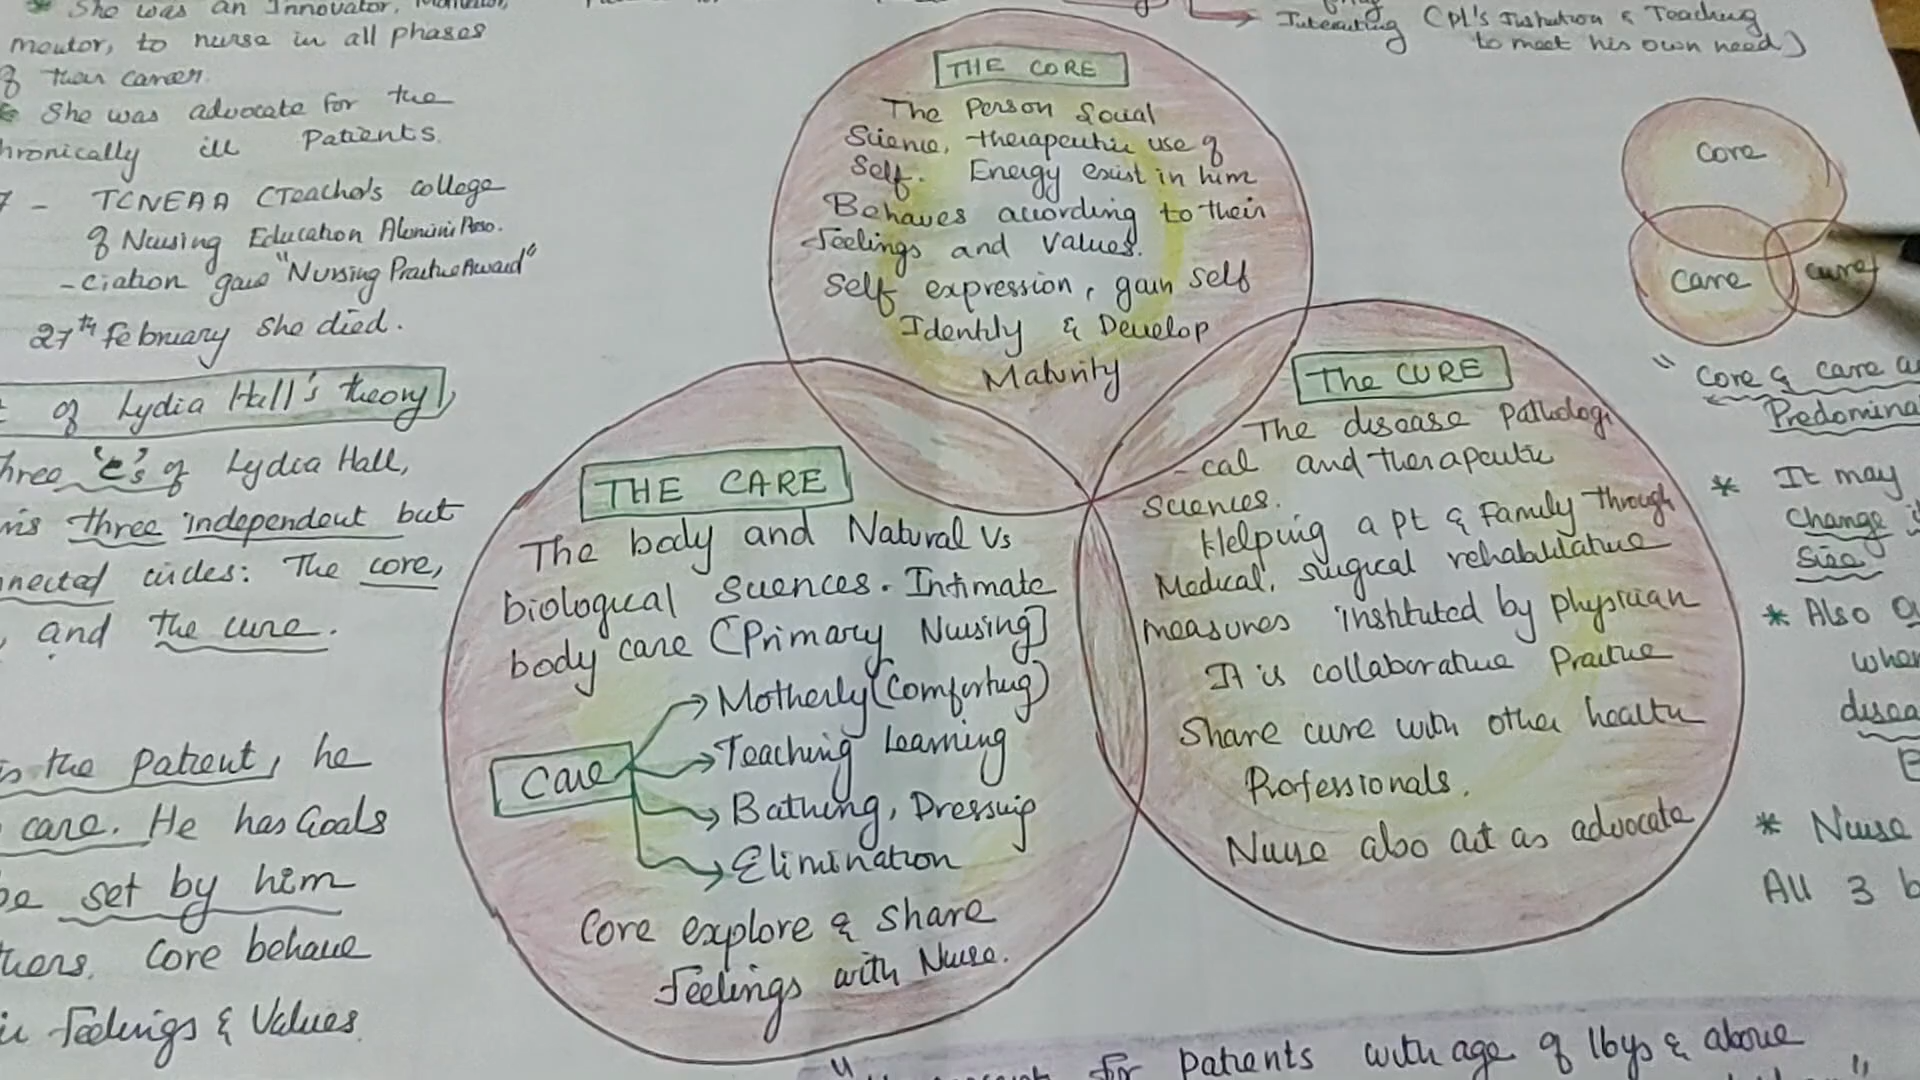 She was an Innovator,
mentor, to nurse in all phases
of their career.
She was advocate for the
hronically ill Patients.
7 - TCNEAA (Teacher's college
of Nursing Education Alumini Asso.
-ciation gave "Nursing Practice Award"
27th february she died.
of Lydia Hall's theory
hree 'c's of Lydia Hall,
three independent but
nnected circles: The core,
, and the cure.
is the patient, he
care. He has Goals
be set by him
thers. Core behave
feelings & Values.
THE CORE
The Person Social
Science, therapeutic use of
Self. Energy exist in him
Behaves according to their
feelings and values.
Self expression, gain self
Identity & Develop
Maturity
THE CARE
The body and Natural Vs
biological sciences. Intimate
body care (Primary Nursing]
Care
Motherly (Comforting)
Teaching Learning
Bathing, Dressing
Elimination
Core explore & share
feelings with Nurse.
The CURE
The disease Pathologi
-cal and therapeutic
sciences.
Helping a pt & Family through
Medical, surgical rehabilitative
measures instituted by physician
It is collaborative Practice
Share cure with other health
Professionals.
Nurse also act as advocate
(pt's
& Teaching
to meet his own need)
Core
Care
cure
"Core & care a
Predomina
* It may
change i
Size
* Also
disea
* Nurse
All 3 b
for patients with age of 16yrs & above